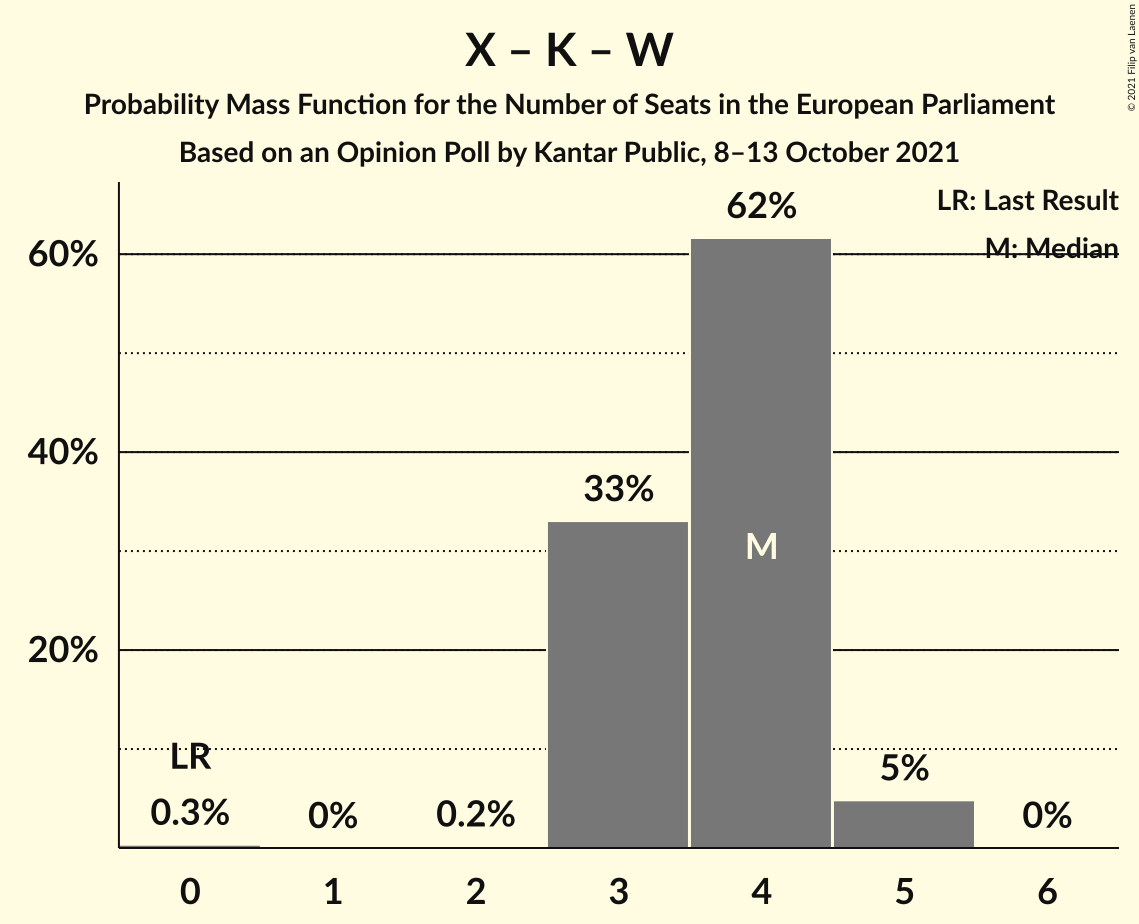 X – K – W
Probability Mass Function for the Number of Seats in the European Parliament
Based on an Opinion Poll by Kantar Public, 8–13 October 2021
© 2021 Filip van Laenen
LR: Last Result
M: Median
60%
40%
20%
LR
0.3%
0%
0.2%
33%
62%
M
5%
0%
0 1 2 3 4 5 6